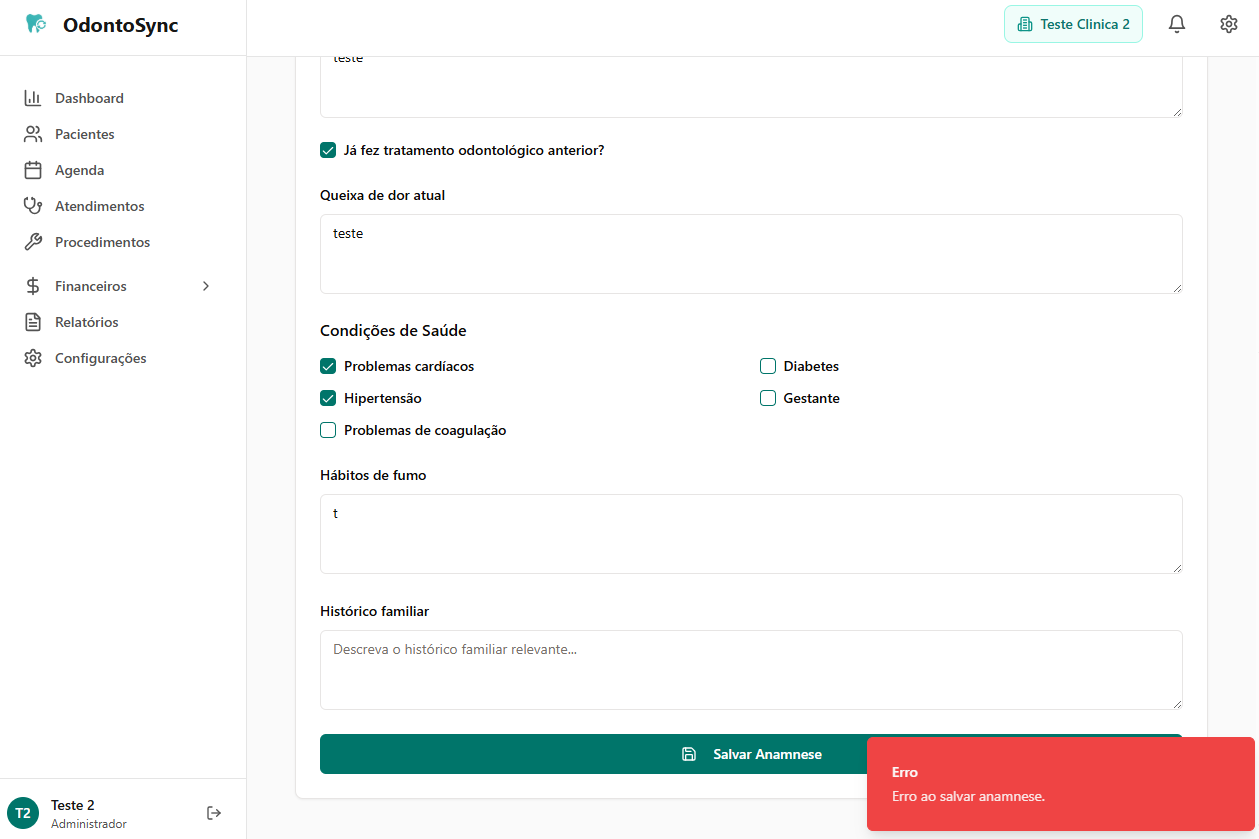 OdontoSync
Teste Clinica 2
Dashboard
Pacientes
Agenda
Atendimentos
Procedimentos
Financeiros
Relatórios
Configurações
teste
Já fez tratamento odontológico anterior?
Queixa de dor atual
teste
Condições de Saúde
Problemas cardíacos
Diabetes
Hipertensão
Gestante
Problemas de coagulação
Hábitos de fumo
t
Histórico familiar
Descreva o histórico familiar relevante...
Salvar Anamnese
Erro
Erro ao salvar anamnese.
T2
Teste 2
Administrador